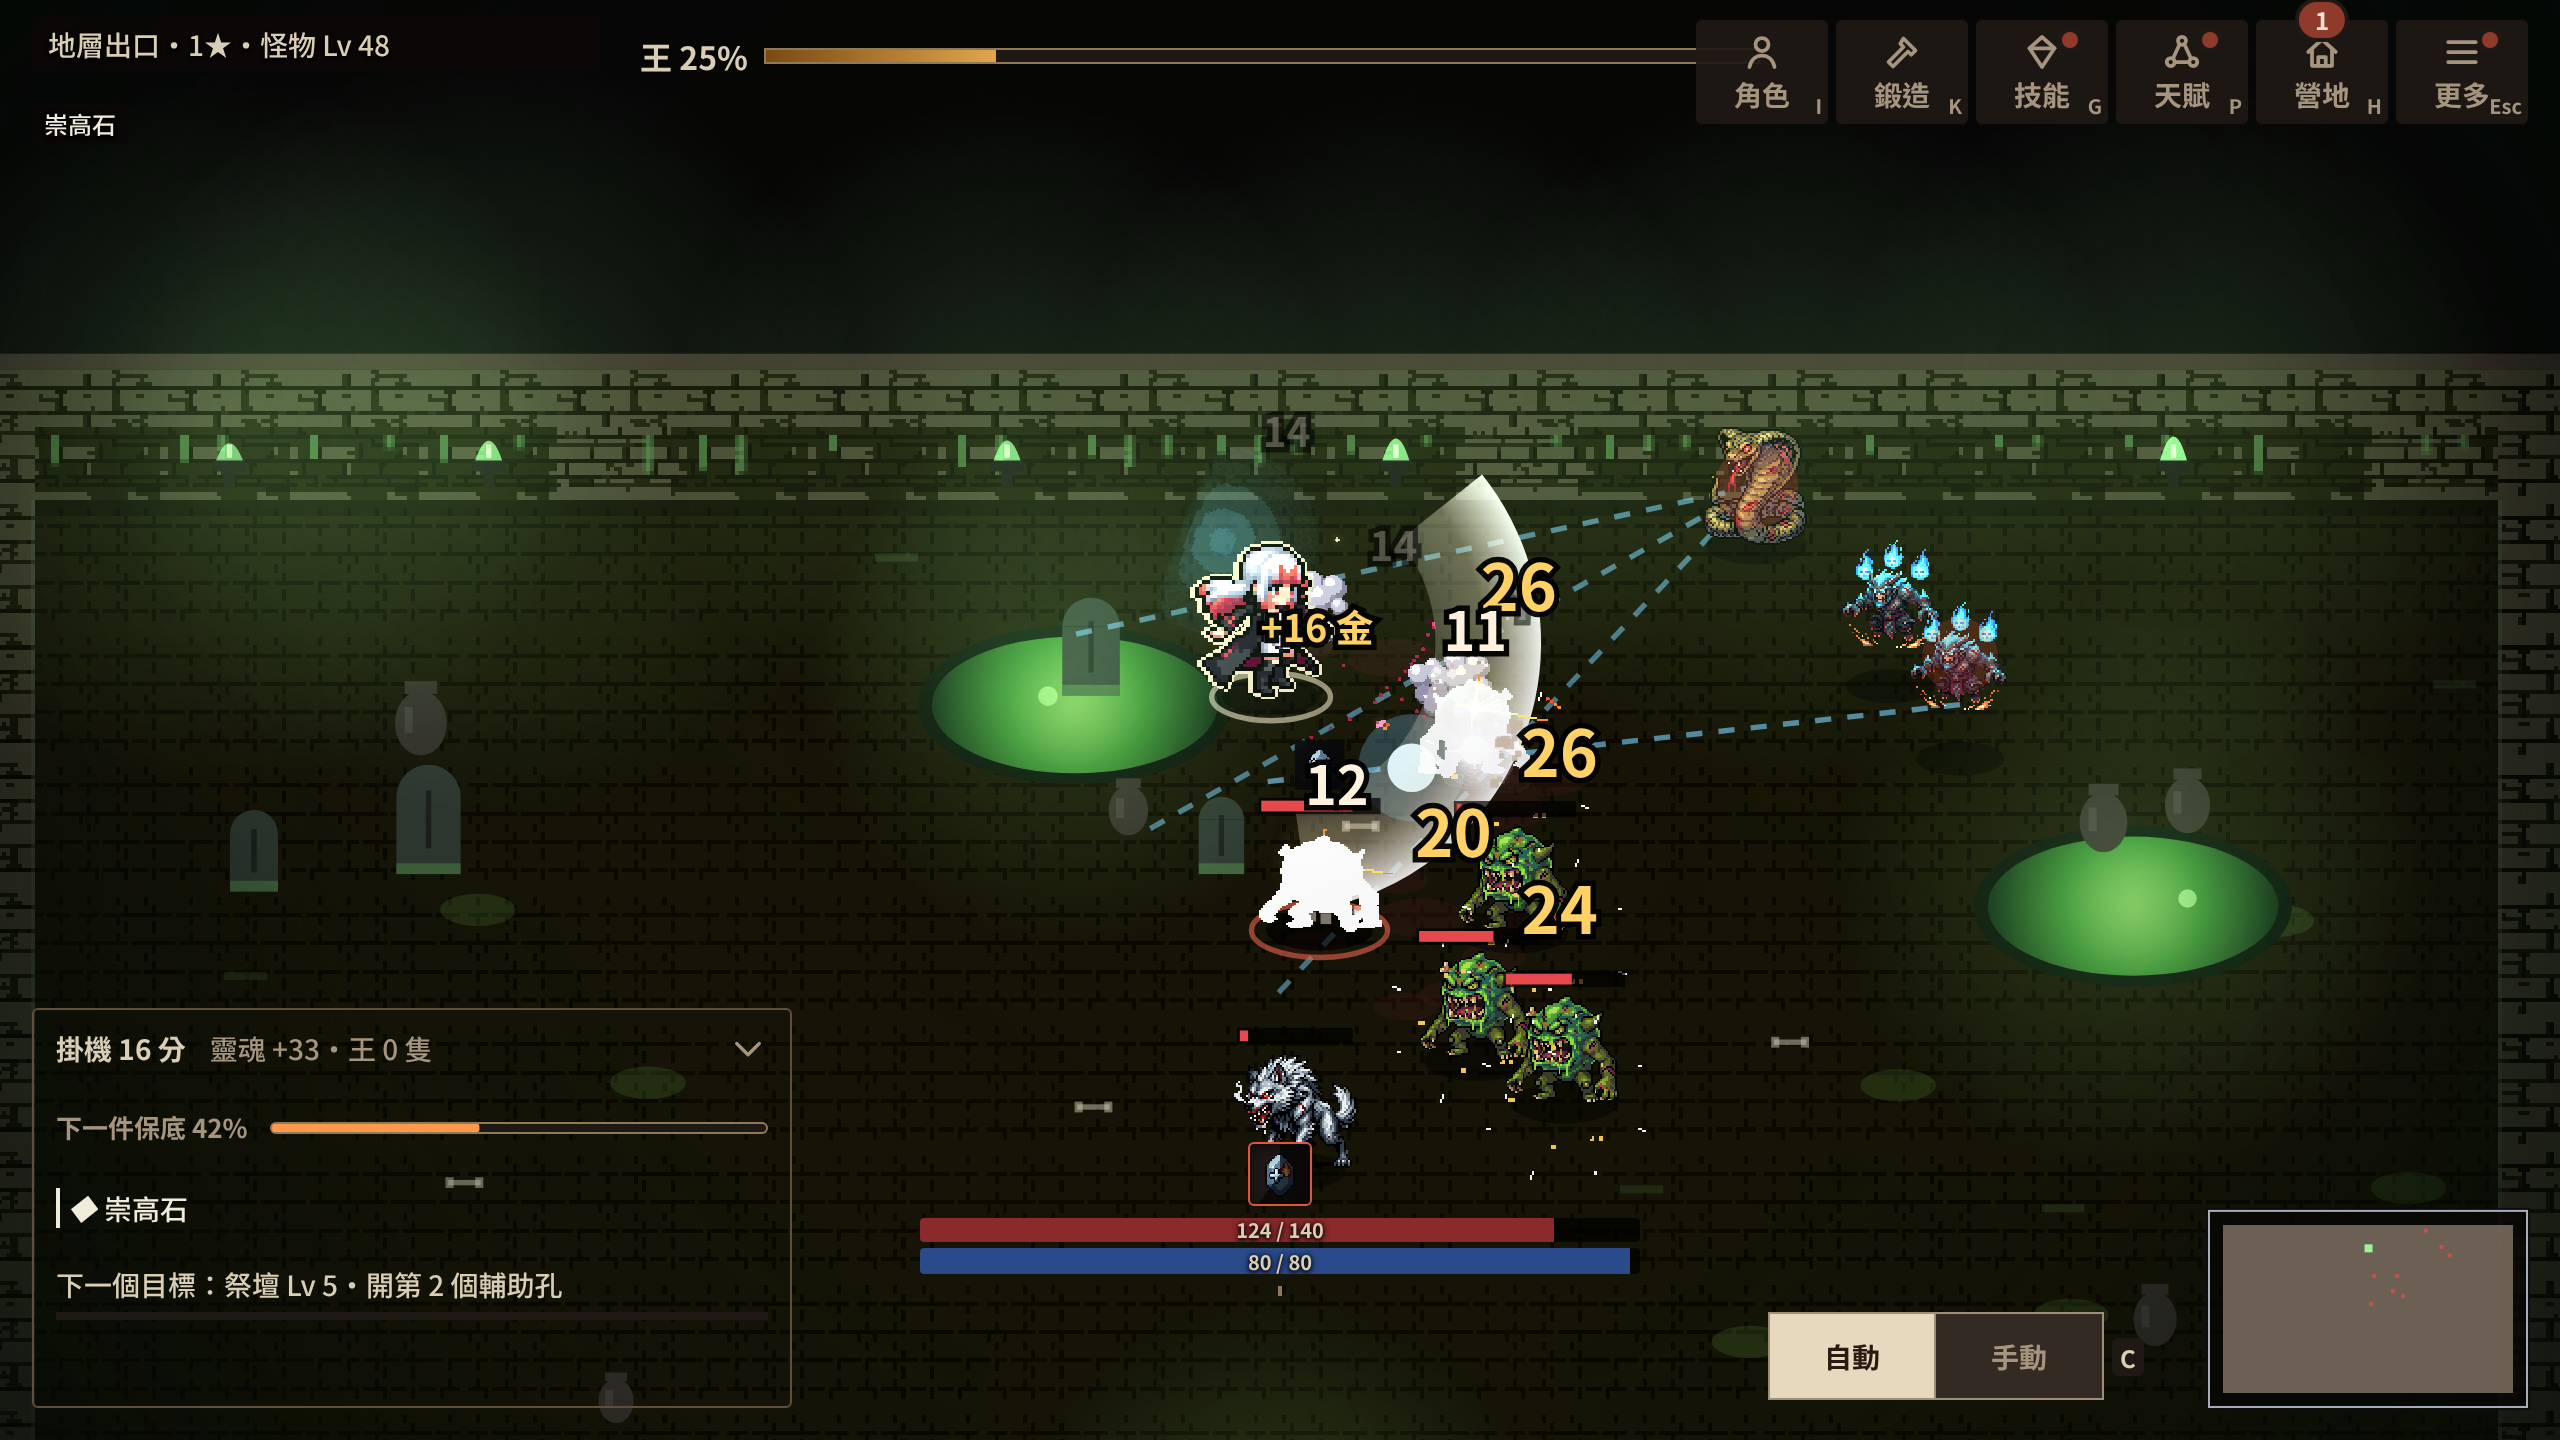 地層出口・1★・怪物 Lv 48
王 25%
角色 I
鍛造 K
技能 G
天賦 P
1
營地 H
更多 Esc
崇高石
14
14
26
11
+16 金
26
12
20
24
掛機 16 分 靈魂 +33・王 0 隻
下一件保底 42%
◆ 崇高石
下一個目標：祭壇 Lv 5・開第 2 個輔助孔
124 / 140
80 / 80
自動 手動 C